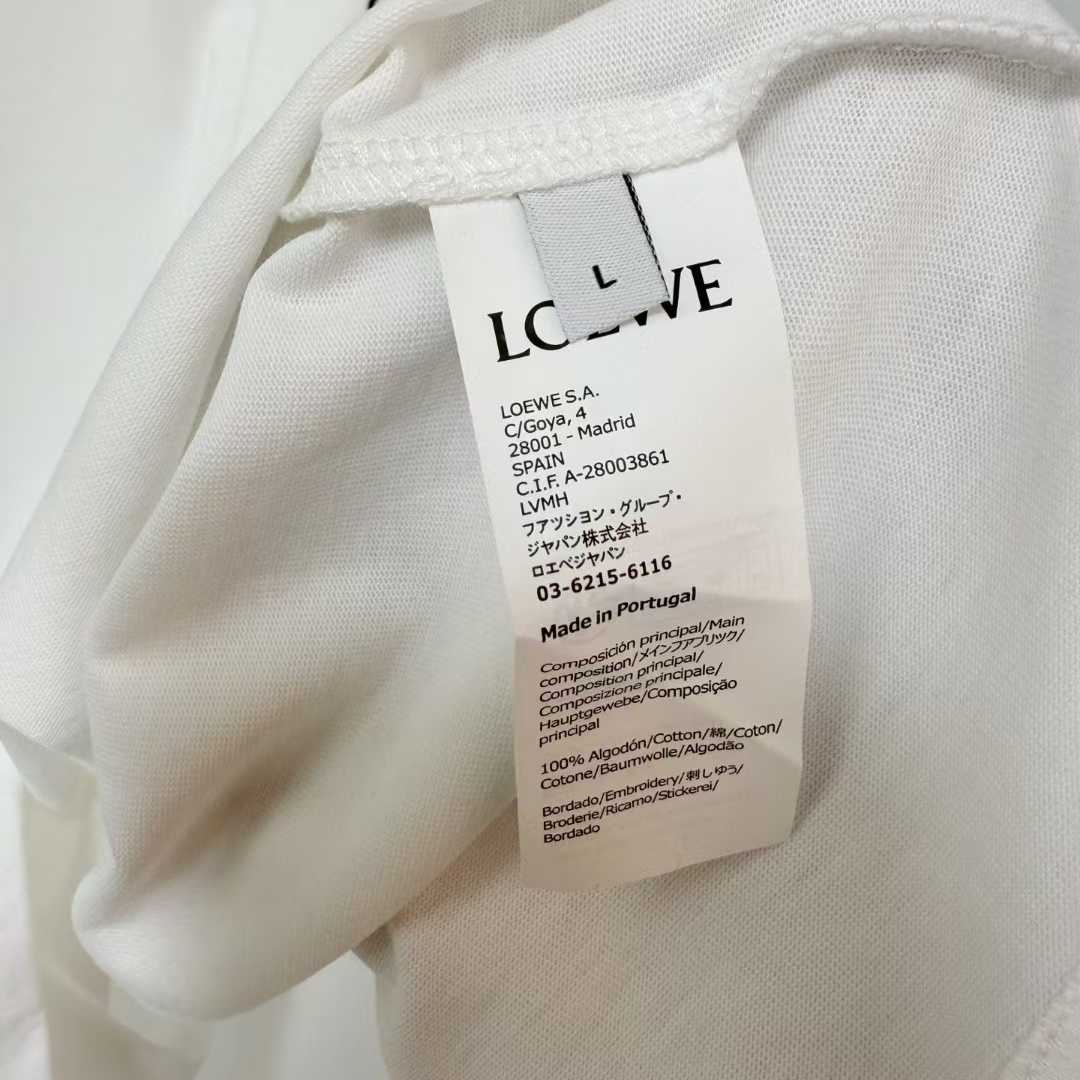 L
LOEWE
LOEWE S.A.
C/Goya, 4
28001 - Madrid
SPAIN
C.I.F. A-28003861
LVMH
フアツシヨン・グループ・
ジャパン株式会社
ロエベジャパン
03-6215-6116
Made in Portugal
Composición principal/Main
composition/メインファブリック/
Composition principal/
Composizione principale/
Hauptgewebe/Composição
principal
100% Algodón/Cotton/綿/Coton/
Cotone/Baumwolle/Algodão
Bordado/Embroidery/刺しゅう/
Broderie/Ricamo/Stickerei/
Bordado